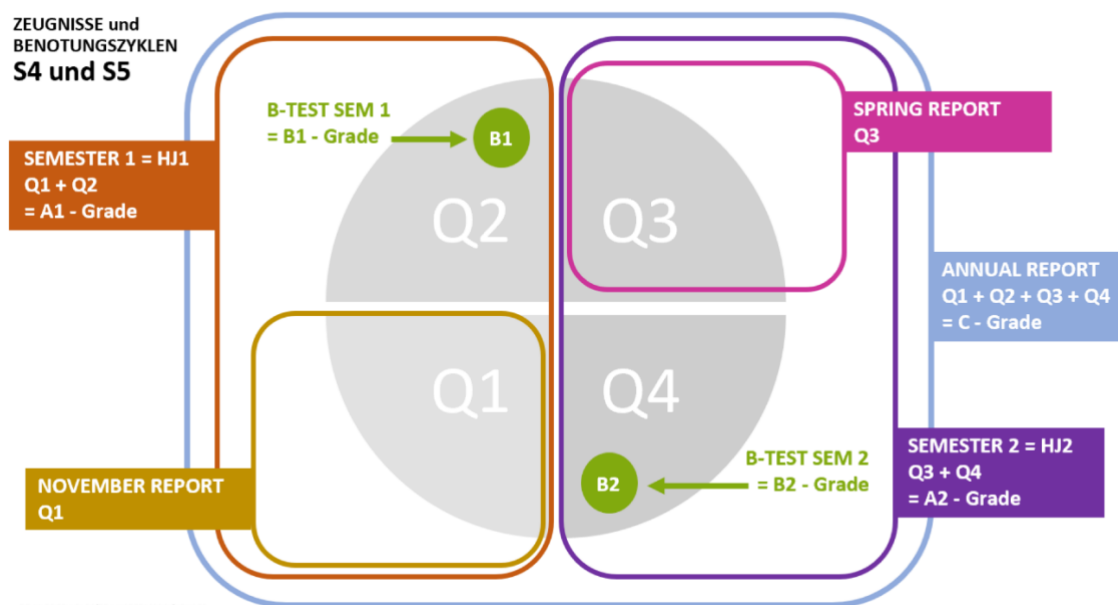 ZEUGNISSE und
BENOTUNGSZYKLEN
S4 und S5
B-TEST SEM 1
= B1 - Grade
B1
SPRING REPORT
Q3
SEMESTER 1 = HJ1
Q1 + Q2
= A1 - Grade
Q2
Q3
ANNUAL REPORT
Q1 + Q2 + Q3 + Q4
= C - Grade
Q1
Q4
NOVEMBER REPORT
Q1
B-TEST SEM 2
= B2 - Grade
B2
SEMESTER 2 = HJ2
Q3 + Q4
= A2 - Grade